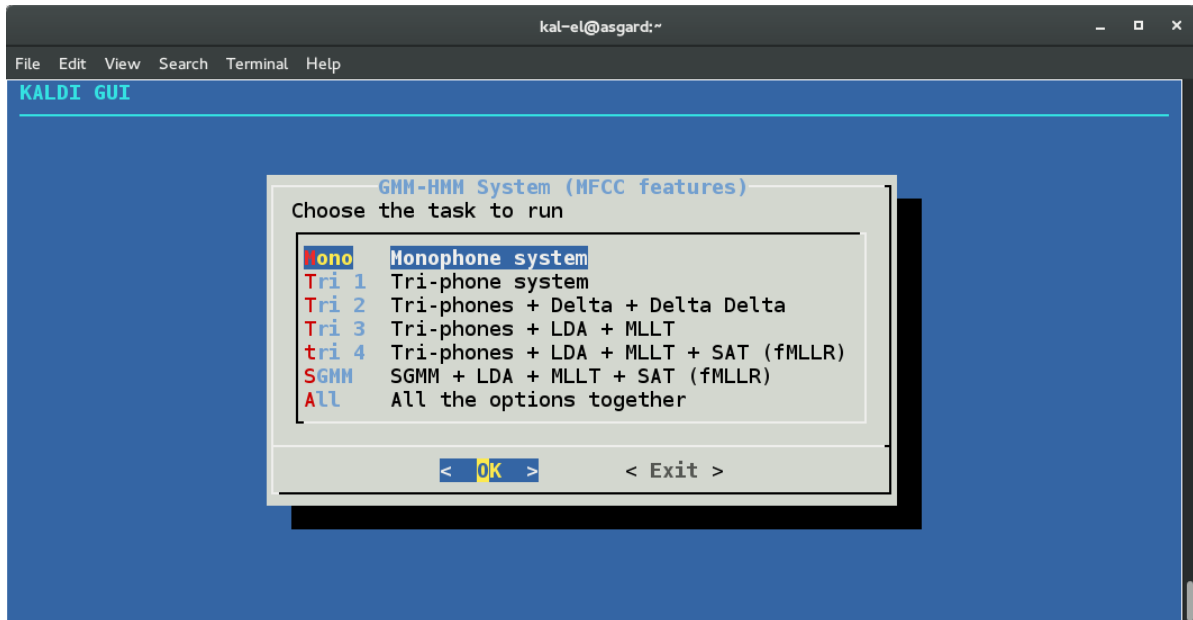 kal-el@asgard:~
File Edit View Search Terminal Help
KALDI GUI
GMM-HMM System (MFCC features)
Choose the task to run
Mono Monophone system
Tri 1 Tri-phone system
Tri 2 Tri-phones + Delta + Delta Delta
Tri 3 Tri-phones + LDA + MLLT
tri 4 Tri-phones + LDA + MLLT + SAT (fMLLR)
SGMM SGMM + LDA + MLLT + SAT (fMLLR)
All All the options together
< OK > < Exit >